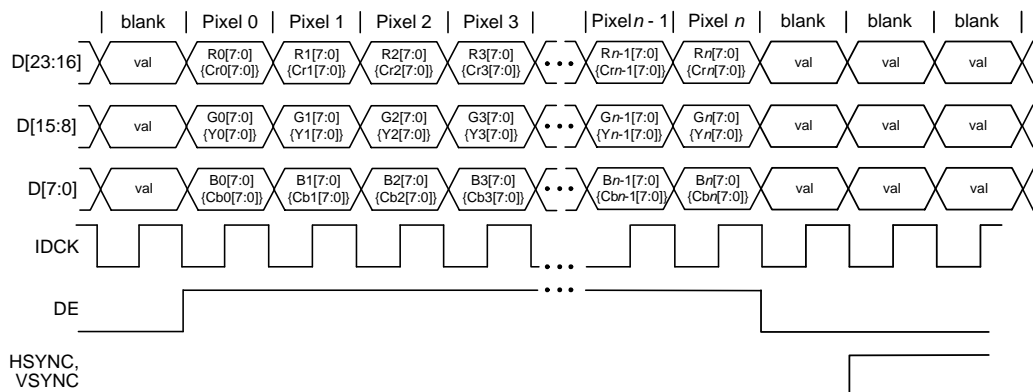 blank Pixel 0 Pixel 1 Pixel 2 Pixel 3 Pixel n - 1 Pixel n blank blank blank
D[23:16] val R0[7:0] {Cr0[7:0]} R1[7:0] {Cr1[7:0]} R2[7:0] {Cr2[7:0]} R3[7:0] {Cr3[7:0]} ••• Rn-1[7:0] {Crn-1[7:0]} Rn[7:0] {Crn[7:0]} val val val
D[15:8] val G0[7:0] {Y0[7:0]} G1[7:0] {Y1[7:0]} G2[7:0] {Y2[7:0]} G3[7:0] {Y3[7:0]} ••• Gn-1[7:0] {Yn-1[7:0]} Gn[7:0] {Yn[7:0]} val val val
D[7:0] val B0[7:0] {Cb0[7:0]} B1[7:0] {Cb1[7:0]} B2[7:0] {Cb2[7:0]} B3[7:0] {Cb3[7:0]} ••• Bn-1[7:0] {Cbn-1[7:0]} Bn[7:0] {Cbn[7:0]} val val val
IDCK •••
DE •••
HSYNC,
VSYNC